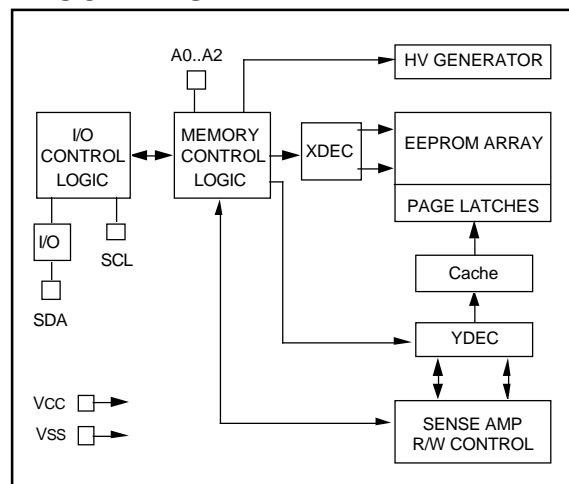 A0..A2
HV GENERATOR
I/O
CONTROL
LOGIC
MEMORY
CONTROL
LOGIC
XDEC
EEPROM ARRAY
PAGE LATCHES
I/O
SCL
SDA
Cache
YDEC
VCC
VSS
SENSE AMP
R/W CONTROL